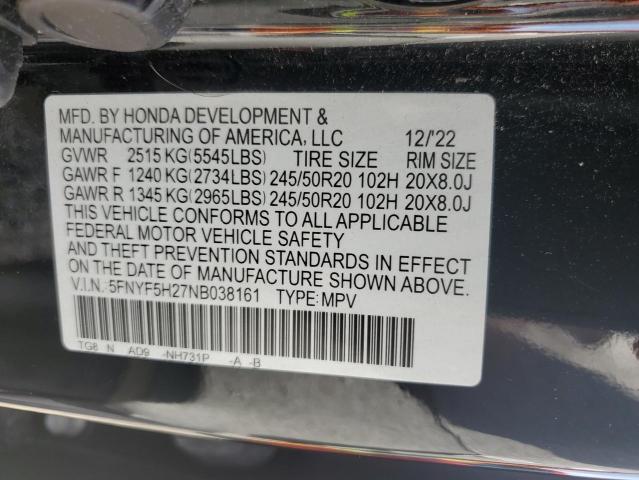 MFD. BY HONDA DEVELOPMENT &
MANUFACTURING OF AMERICA, LLC 12/'22
GVWR 2515 KG(5545LBS) TIRE SIZE RIM SIZE
GAWR F 1240 KG(2734LBS) 245/50R20 102H 20X8.0J
GAWR R 1345 KG(2965LBS) 245/50R20 102H 20X8.0J
THIS VEHICLE CONFORMS TO ALL APPLICABLE
FEDERAL MOTOR VEHICLE SAFETY
AND THEFT PREVENTION STANDARDS IN EFFECT
ON THE DATE OF MANUFACTURE SHOWN ABOVE.
V.I.N.:5FNYF5H27NB038161 TYPE:MPV
TG8 N AD9 -NH731P -A -B